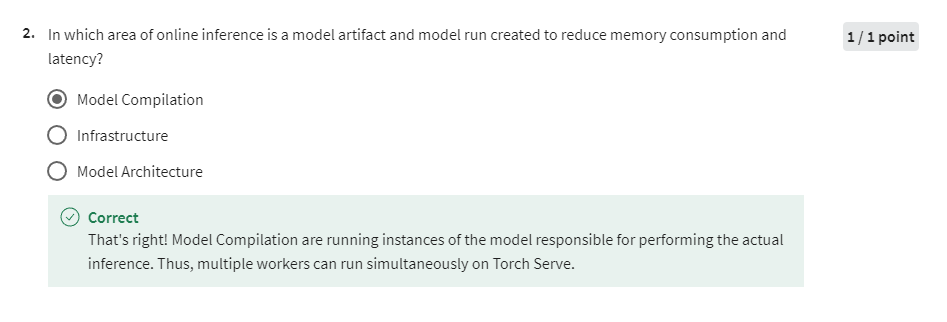 2. In which area of online inference is a model artifact and model run created to reduce memory consumption and
latency?
1 / 1 point
Model Compilation
Infrastructure
Model Architecture
Correct
That's right! Model Compilation are running instances of the model responsible for performing the actual
inference. Thus, multiple workers can run simultaneously on Torch Serve.